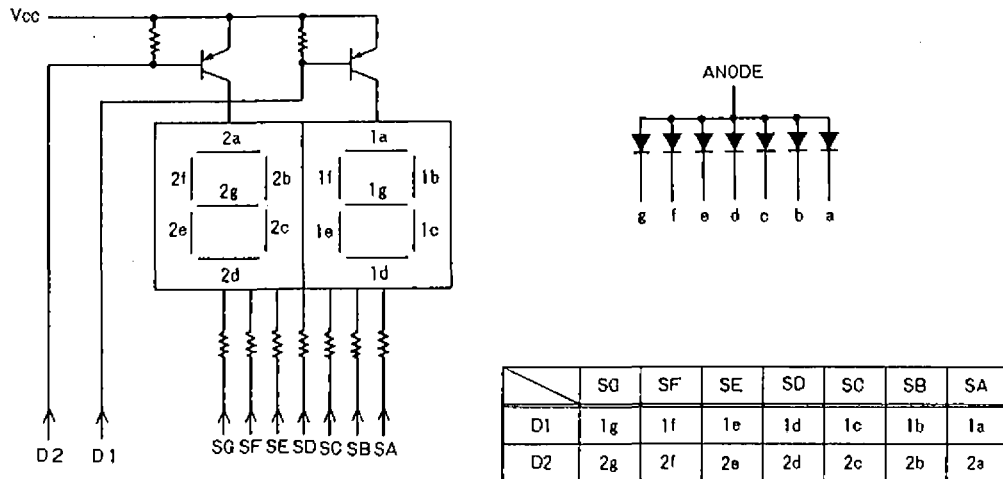 Vcc
ANODE
2a 1a
2f 2b 1f 1b
2g 1g
2e 2c 1e 1c
2d 1d
g f e d c b a
D2 D1 SG SF SE SD SC SB SA
SG SF SE SD SC SB SA
D1 1g 1f 1e 1d 1c 1b 1a
D2 2g 2f 2e 2d 2c 2b 2a